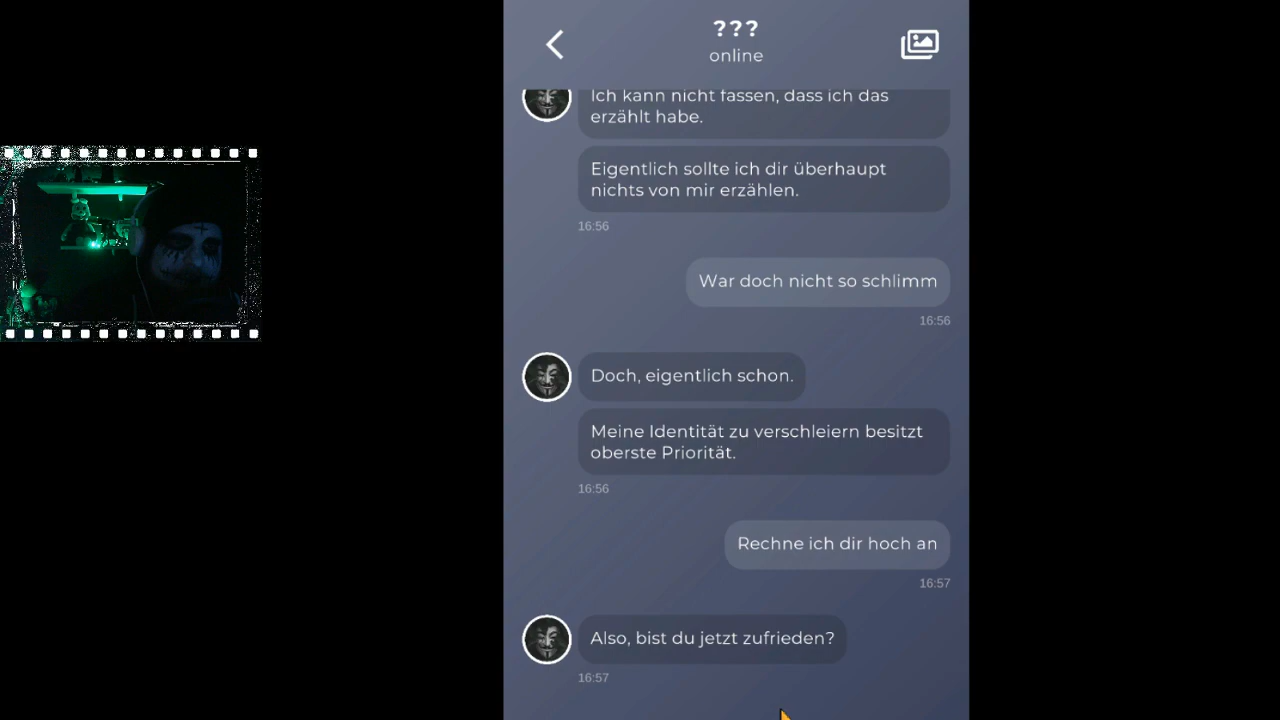 ???
online
Ich kann nicht fassen, dass ich das
erzählt habe.
Eigentlich sollte ich dir überhaupt
nichts von mir erzählen.
16:56
War doch nicht so schlimm
16:56
Doch, eigentlich schon.
Meine Identität zu verschleiern besitzt
oberste Priorität.
16:56
Rechne ich dir hoch an
16:57
Also, bist du jetzt zufrieden?
16:57